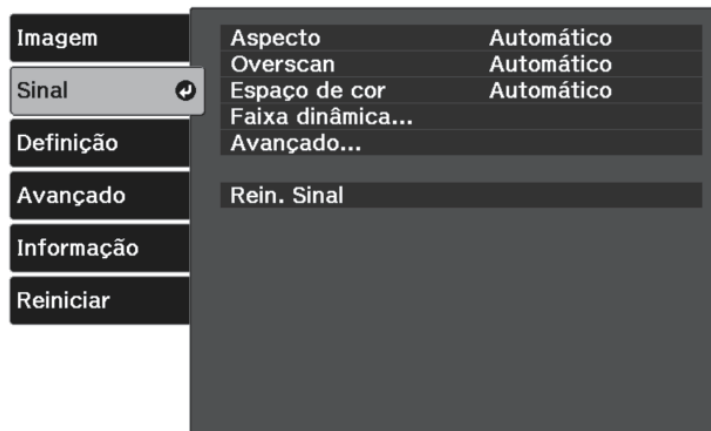 Imagem
Sinal
Definição
Avançado
Informação
Reiniciar
Aspecto Automático
Overscan Automático
Espaço de cor Automático
Faixa dinâmica...
Avançado...
Rein. Sinal